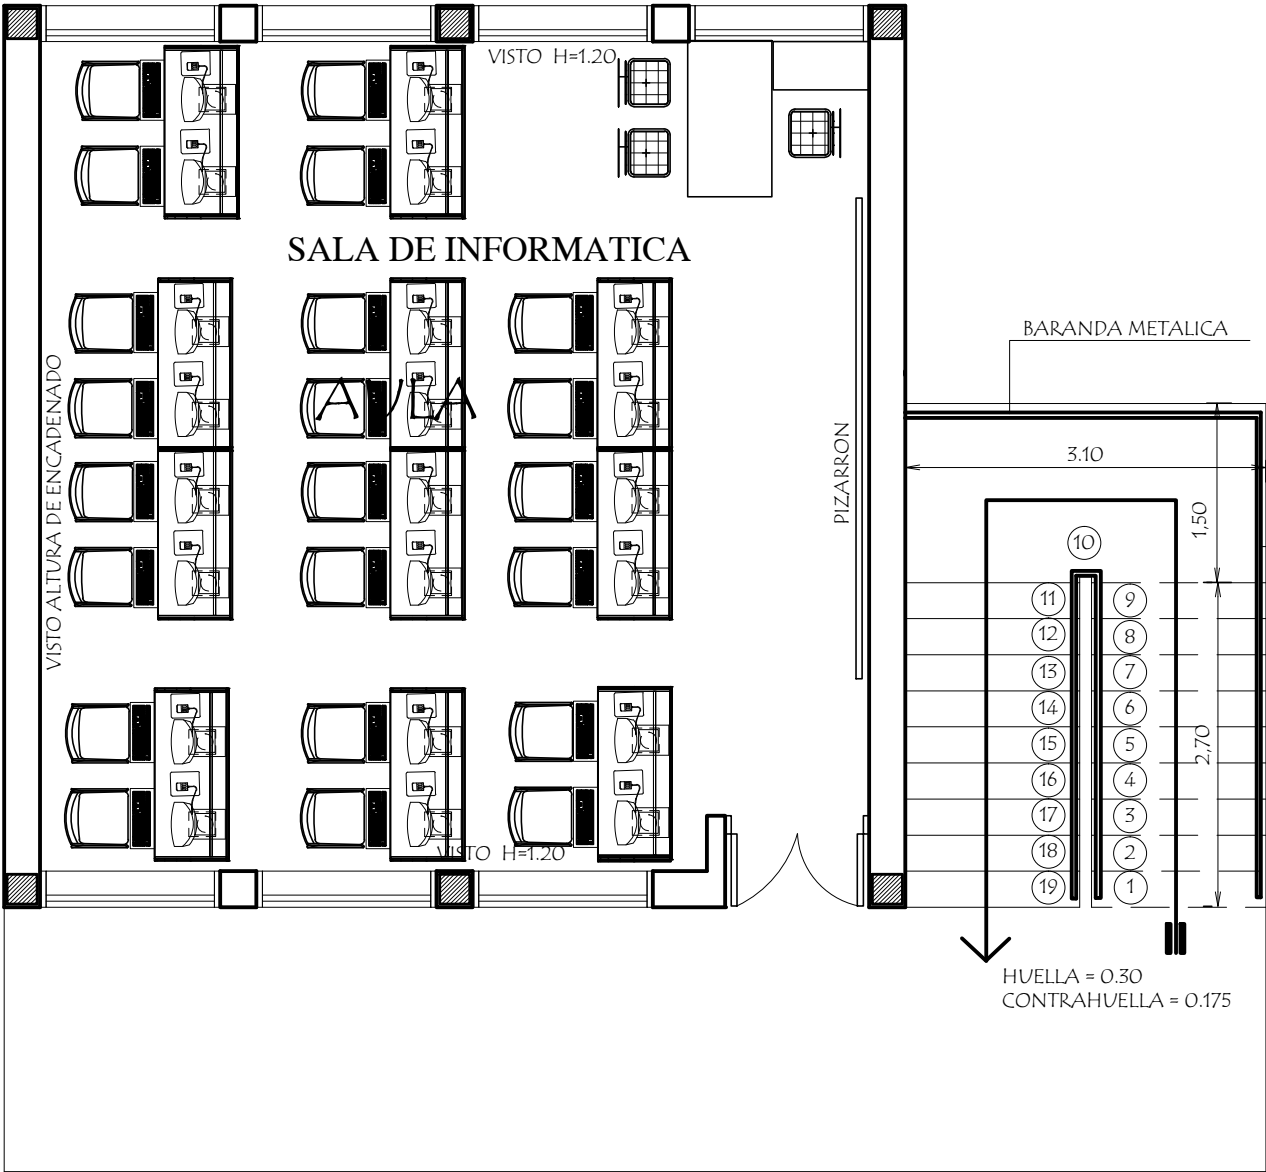 VISTO H=1.20
SALA DE INFORMATICA
BARANDA METALICA
VISTO ALTURA DE ENCADENADO
AULA
PIZARRON
3.10
1,50
10
11 9
12 8
13 7
14 6
15 5
2,70
16 4
17 3
18 2
19 1
VISTO H=1.20
HUELLA = 0.30
CONTRAHUELLA = 0.175